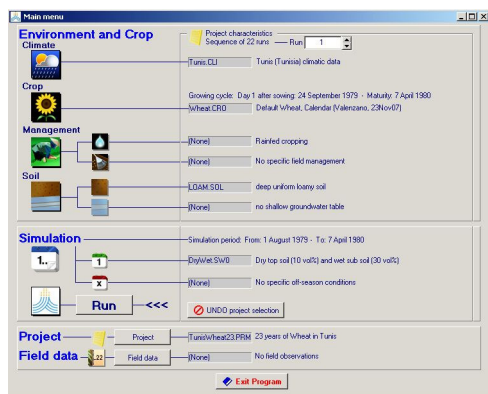 Main menu
Environment and Crop
Project characteristics
Sequence of 22 runs
Run
1
Climate
Tunis.CLI
Tunis (Tunisia) climatic data
Crop
Growing cycle: Day 1 after sowing: 24 September 1979 - Maturity: 7 April 1980
Wheat.CRO
Default Wheat, Calendar (Valenzano, 23Nov07)
Management
(None)
Rainfed cropping
(None)
No specific field management
Soil
LOAM.SOL
deep uniform loamy soil
(None)
no shallow groundwater table
Simulation
Simulation period: From: 1 August 1979 - To: 7 April 1980
1..
1
DryWet.SW0
Dry top soil (10 vol%) and wet sub soil (30 vol%)
x
(None)
No specific off-season conditions
Run
<<<
UNDO project selection
Project
Project
TunisWheat23.PRM
23 years of Wheat in Tunis
Field data
Field data
(None)
No field observations
Exit Program